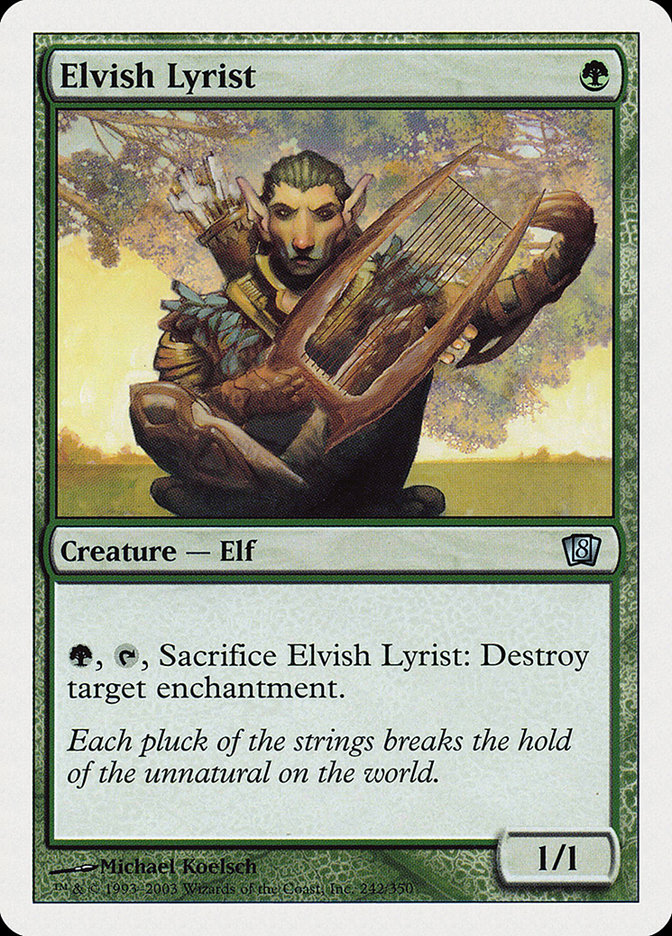 Elvish Lyrist
Creature — Elf
8
, , Sacrifice Elvish Lyrist: Destroy
target enchantment.
Each pluck of the strings breaks the hold
of the unnatural on the world.
1/1
Michael Koelsch
™ & © 1993–2003 Wizards of the Coast, Inc. 242/350